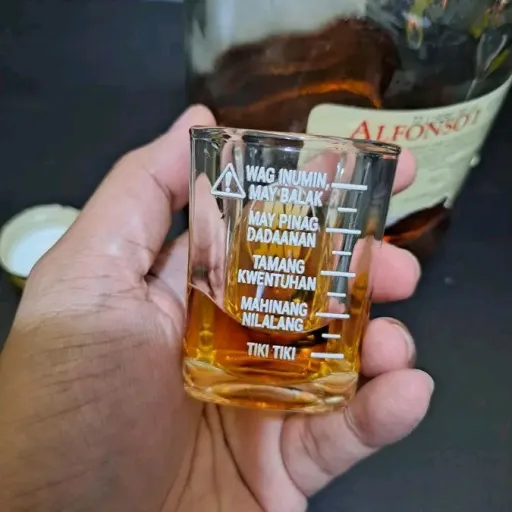 ALFONSO I
WAG INUMIN,
MAY BALAK
MAY PINAG
DADAANAN
TAMANG
KWENTUHAN
MAHINANG
NILALANG
TIKI TIKI